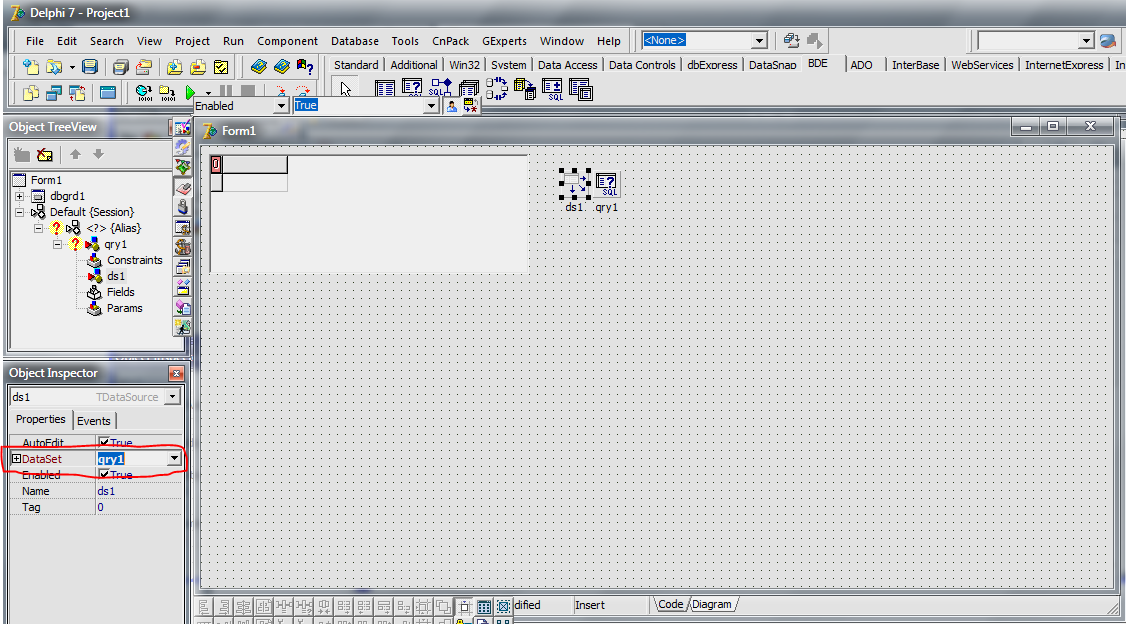 Delphi 7 - Project1
File Edit Search View Project Run Component Database Tools CnPack GExperts Window Help
<None>
Standard Additional Win32 System Data Access Data Controls dbExpress DataSnap BDE ADO InterBase WebServices InternetExpress In
Enabled True
Object TreeView
Form1
dbgrd1
Default {Session}
<?> {Alias}
qry1
Constraints
ds1
Fields
Params
Form1
ds1 qry1
Object Inspector
ds1 TDataSource
Properties Events
AutoEdit True
DataSet qry1
Enabled True
Name ds1
Tag 0
dified Insert Code Diagram